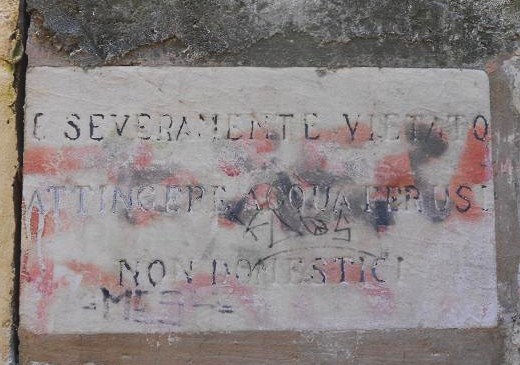 E SEVERAMENTE VIETATO
ATTINGERE ACQUA PER USI
NON DOMESTICI